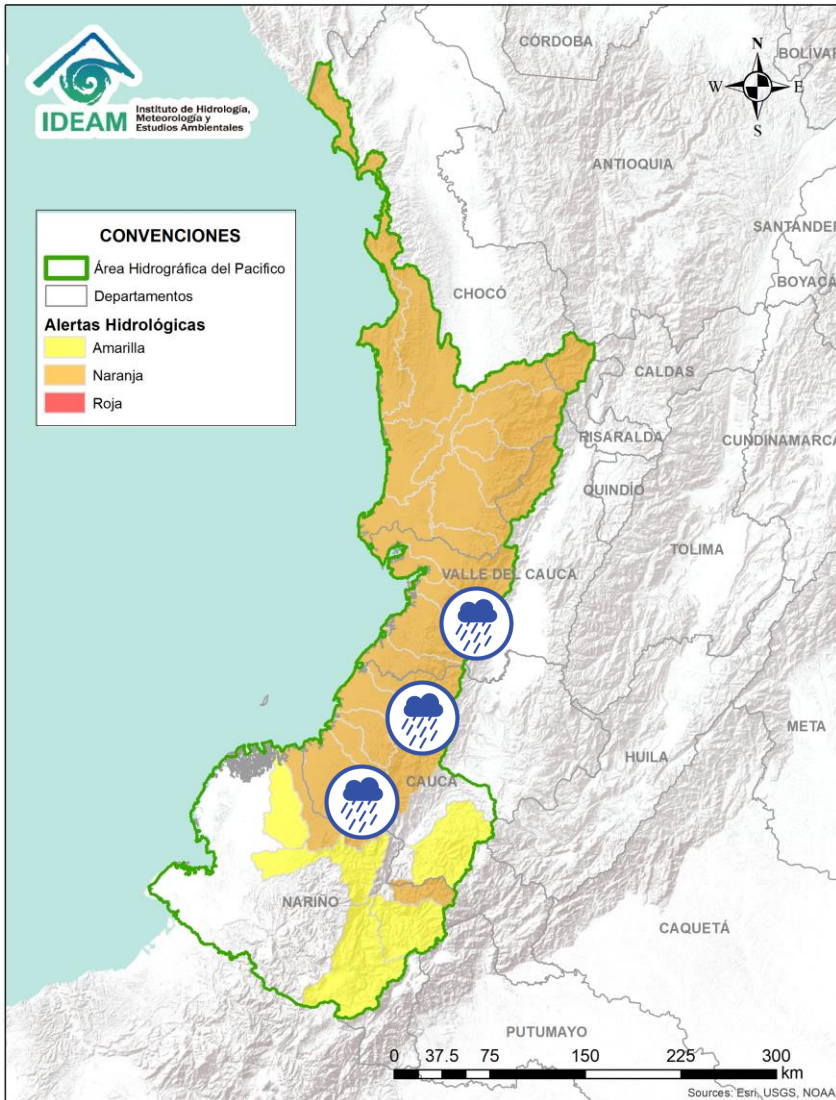 IDEAM
Instituto de Hidrología,
Meteorología y
Estudios Ambientales
CÓRDOBA
BOLÍVAR
N
W
E
S
ANTIOQUIA
SANTANDER
BOYACÁ
CONVENCIONES
Área Hidrográfica del Pacifico
Departamentos
Alertas Hidrológicas
Amarilla
Naranja
Roja
CHOCÓ
CALDAS
RISARALDA
CUNDINAMARCA
QUINDÍO
TOLIMA
VALLE DEL CAUCA
META
HUILA
CAUCA
NARIÑO
CAQUETÁ
PUTUMAYO
0 37.5 75 150 225 300
km
Sources: Esri, USGS, NOAA